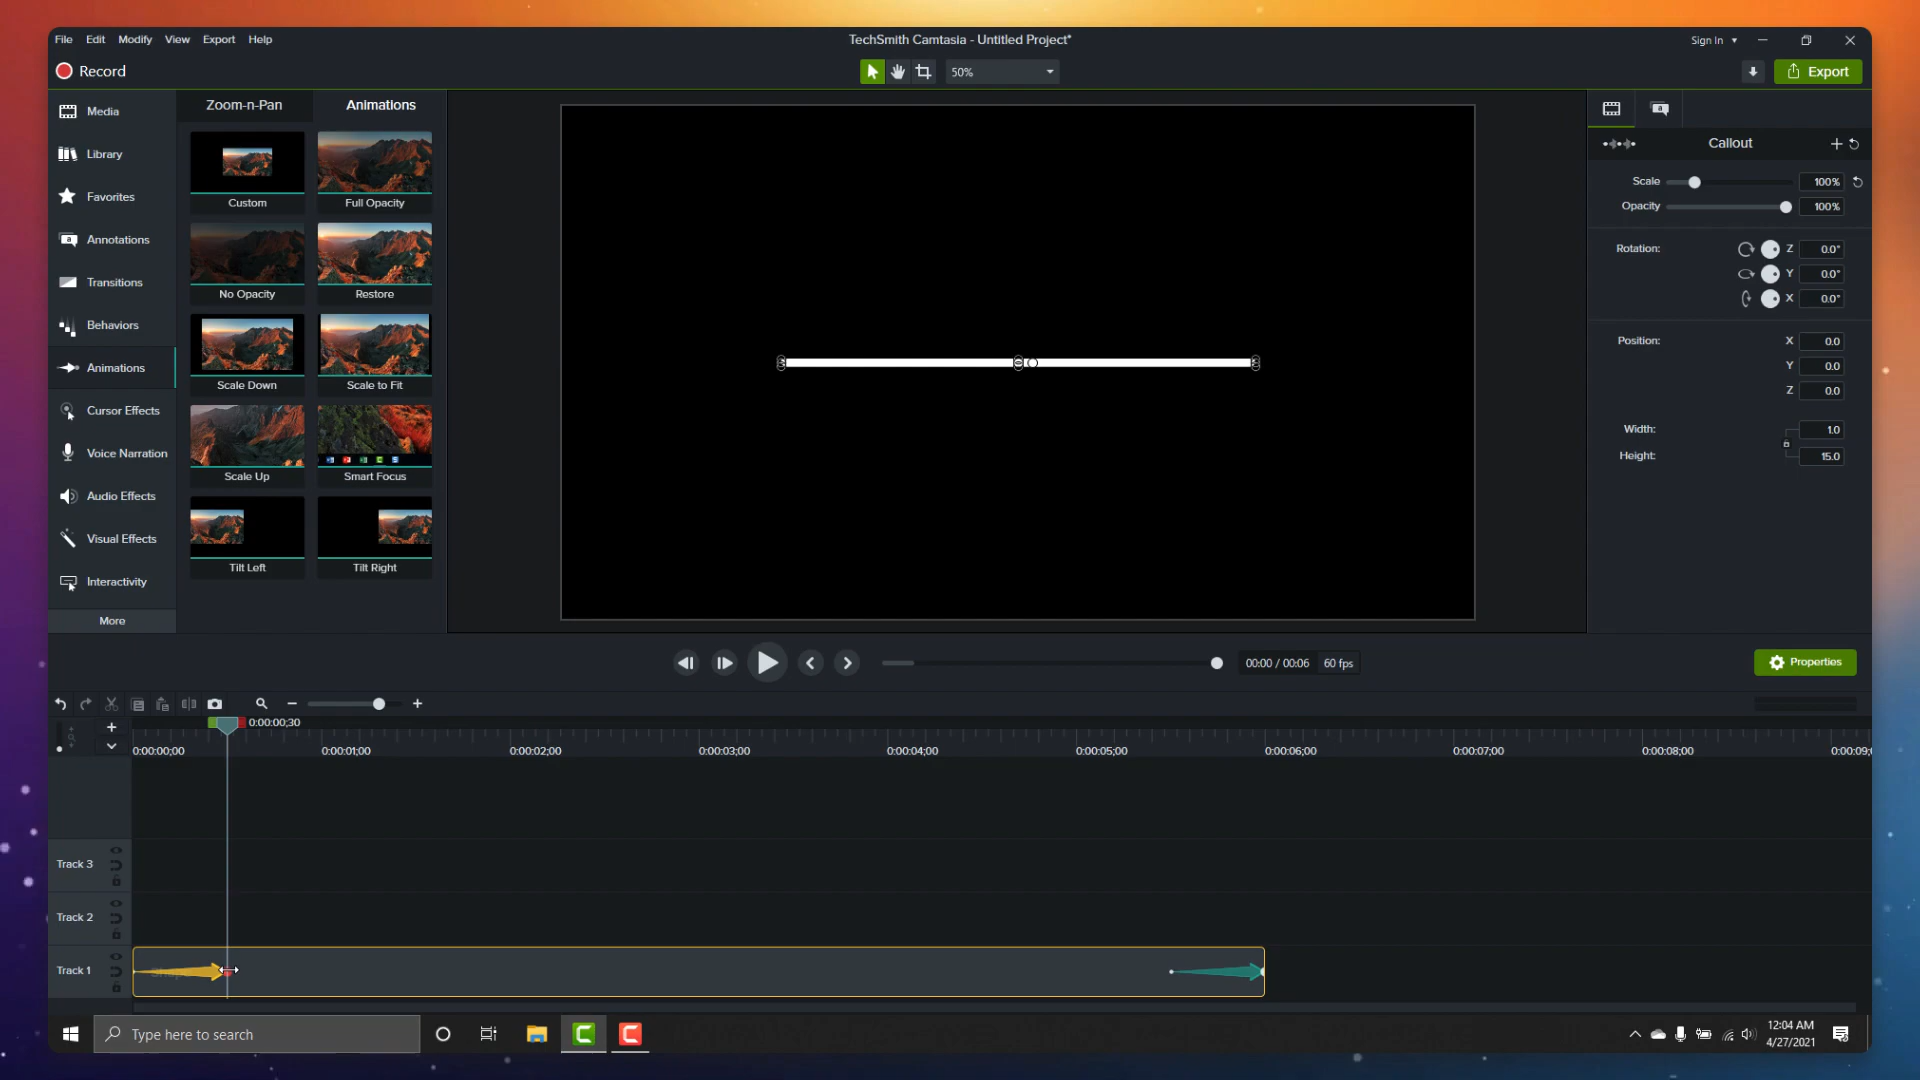 File Edit Modify View Export Help
TechSmith Camtasia - Untitled Project*
Sign In
Record
50%
Export
Media
Library
Favorites
Annotations
Transitions
Behaviors
Animations
Cursor Effects
Voice Narration
Audio Effects
Visual Effects
Interactivity
More
Zoom-n-Pan Animations
Custom Full Opacity
No Opacity Restore
Scale Down Scale to Fit
Scale Up Smart Focus
Tilt Left Tilt Right
Callout
Scale 100%
Opacity 100%
Rotation: Z 0.0°
Y 0.0°
X 0.0°
Position: X 0.0
Y 0.0
Z 0.0
Width: 1.0
Height: 15.0
00:00 / 00:06 60 fps
Properties
0:00:00;30
0:00:00;00 0:00:01;00 0:00:02;00 0:00:03;00 0:00:04;00 0:00:05;00 0:00:06;00 0:00:07;00 0:00:08;00 0:00:09;
Track 3
Track 2
Track 1
Type here to search
12:04 AM
4/27/2021